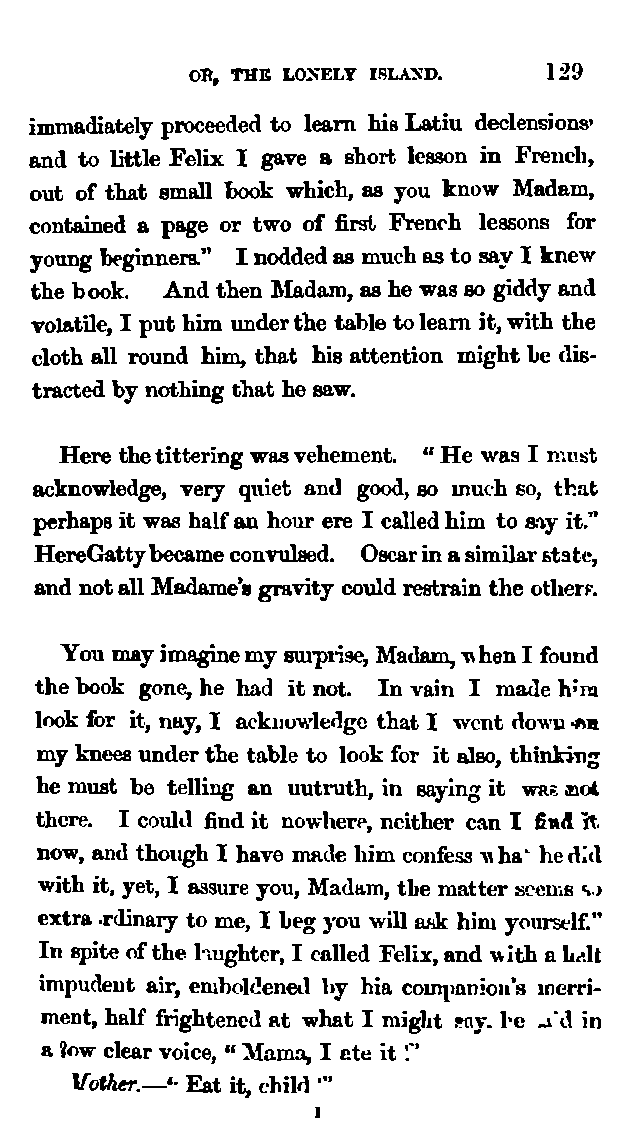 OR, THE LONELY ISLAND. 129
immadiately proceeded to learn his Latiu declensions'
and to little Felix I gave a short lesson in French,
out of that small book which, as you know Madam,
contained a page or two of first French lessons for
young beginners." I nodded as much as to say I knew
the book. And then Madam, as he was so giddy and
volatile, I put him under the table to learn it, with the
cloth all round him, that his attention might be dis-
tracted by nothing that he saw.
Here the tittering was vehement. "He was I must
acknowledge, very quiet and good, so much so, that
perhaps it was half an hour ere I called him to say it."
Here Gatty became convulsed. Oscar in a similar state,
and not all Madame's gravity could restrain the others.
You may imagine my surprise, Madam, when I found
the book gone, he had it not. In vain I made him
look for it, nay, I acknowledge that I went down on
my knees under the table to look for it also, thinking
he must be telling an uutruth, in saying it was not
there. I could find it nowhere, neither can I find it
now, and though I have made him confess what he did
with it, yet, I assure you, Madam, the matter seems so
extraordinary to me, I beg you will ask him yourself."
In spite of the laughter, I called Felix, and with a half
impudent air, emboldened by hia companion's merri-
ment, half frightened at what I might say. he said in
a low clear voice, "Mama, I ate it !"
Mother.—" Eat it, child !"
I